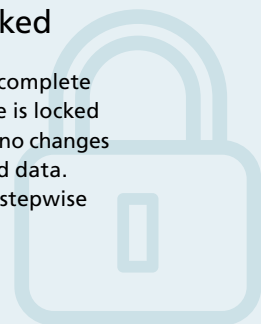 ked
complete
e is locked
no changes
d data.
stepwise